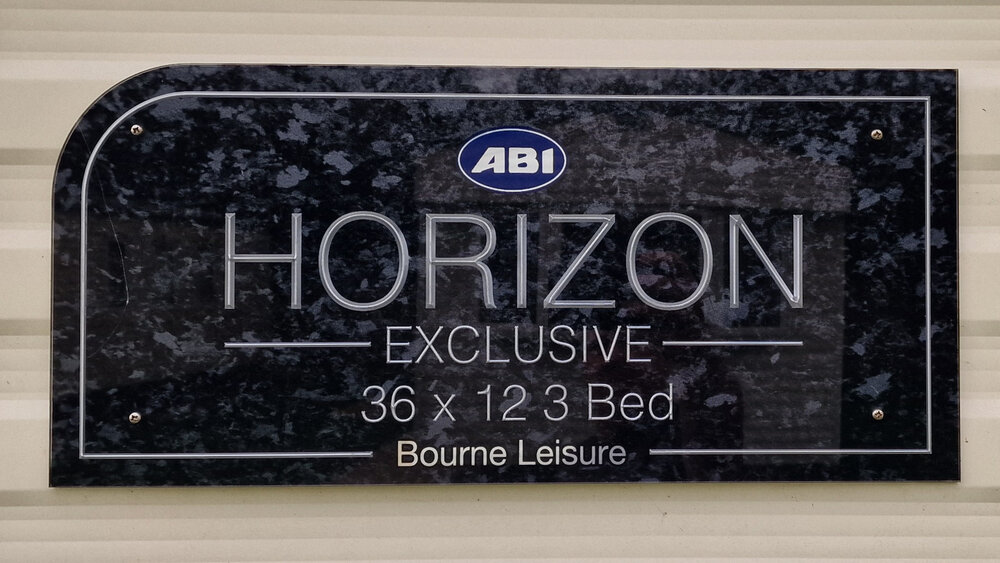 ABI
HORIZON
EXCLUSIVE
36 x 12 3 Bed
Bourne Leisure